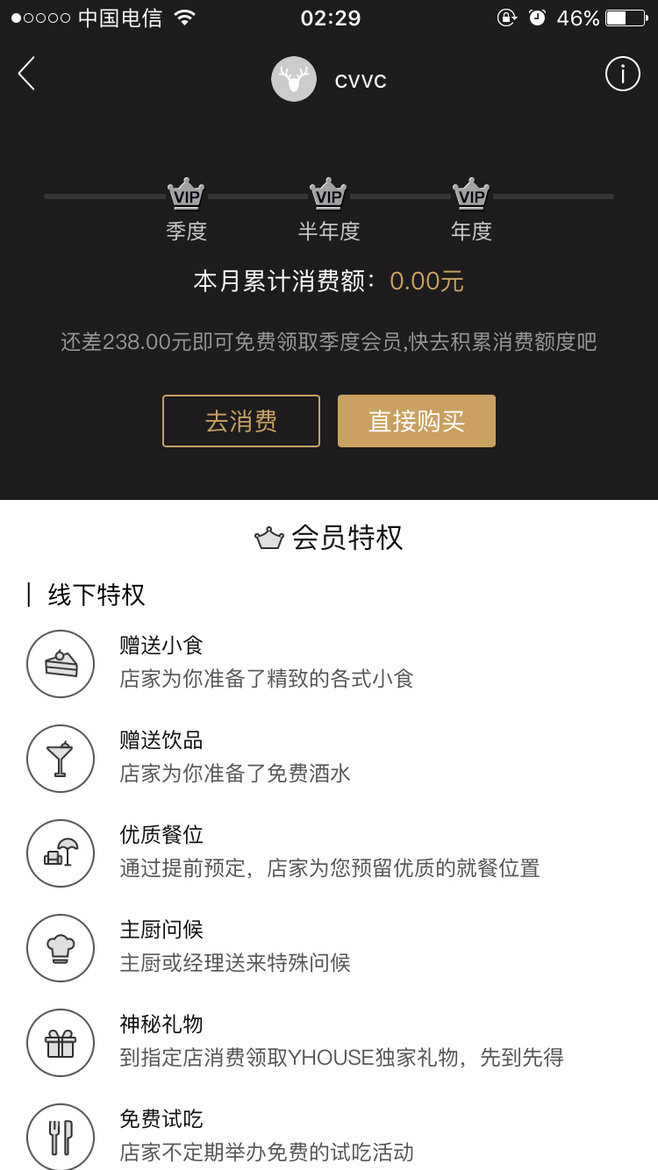 中国电信 02:29 46%
cvvc
VIP VIP VIP
季度 半年度 年度
本月累计消费额：0.00元
还差238.00元即可免费领取季度会员,快去积累消费额度吧
去消费 直接购买
会员特权
线下特权
赠送小食
店家为你准备了精致的各式小食
赠送饮品
店家为你准备了免费酒水
优质餐位
通过提前预定，店家为您预留优质的就餐位置
主厨问候
主厨或经理送来特殊问候
神秘礼物
到指定店消费领取YHOUSE独家礼物，先到先得
免费试吃
店家不定期举办免费的试吃活动